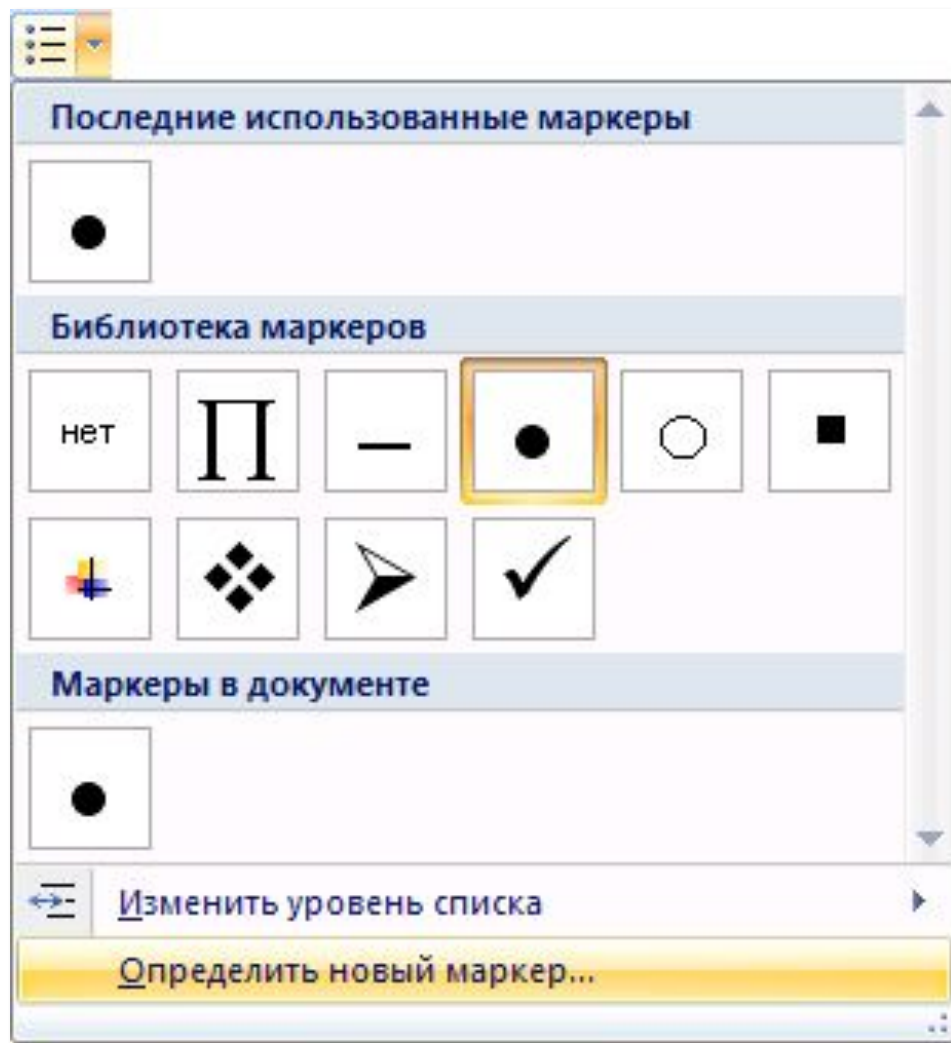 Последние использованные маркеры
Библиотека маркеров
нет
Маркеры в документе
Изменить уровень списка
Определить новый маркер...